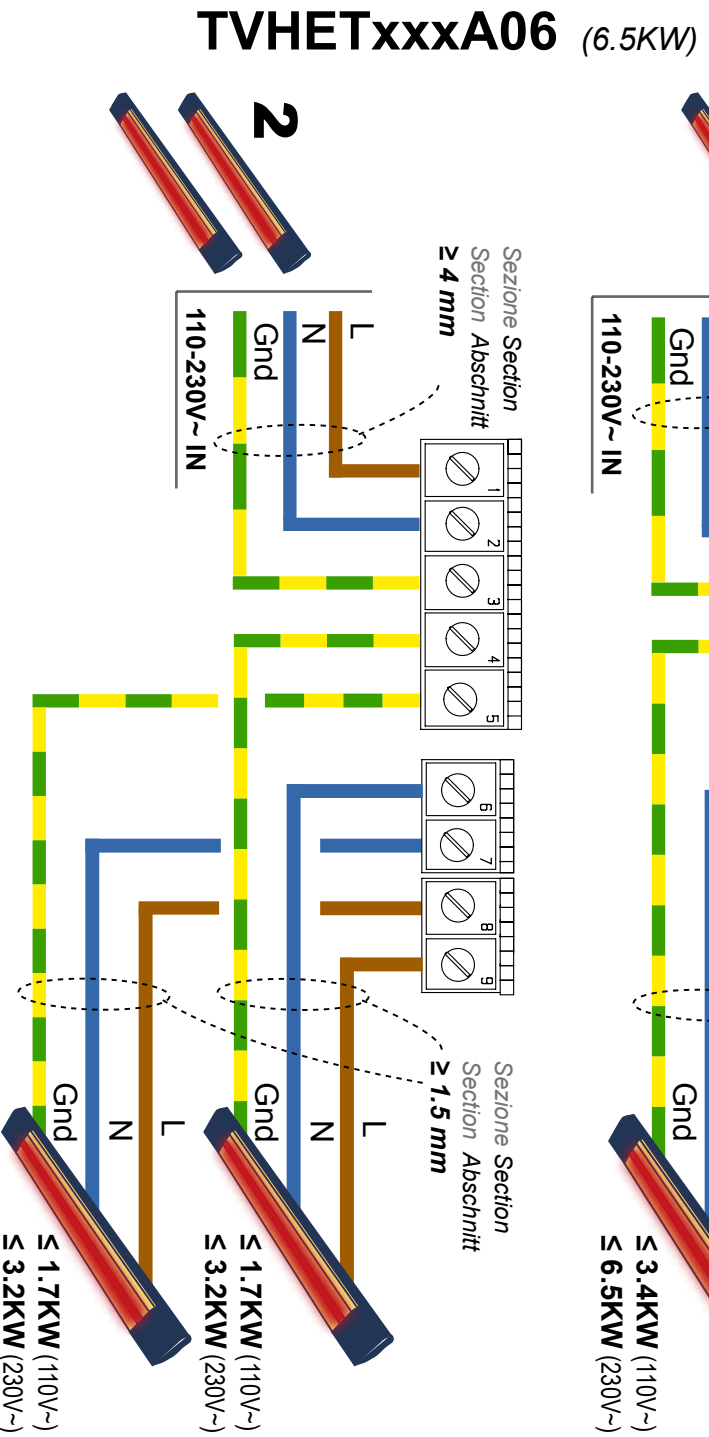 TVHETxxxA06 (6.5KW)
2
Sezione Section
Section Abschnitt
≥ 4 mm
L
N
Gnd
110-230V~ IN
1
2
3
4
5
6
7
8
9
Sezione Section
Section Abschnitt
≥ 1.5 mm
L
N
Gnd
≤ 1.7KW (110V~)
≤ 3.2KW (230V~)
L
N
Gnd
≤ 1.7KW (110V~)
≤ 3.2KW (230V~)
Gnd
110-230V~ IN
Gnd
≤ 3.4KW (110V~)
≤ 6.5KW (230V~)